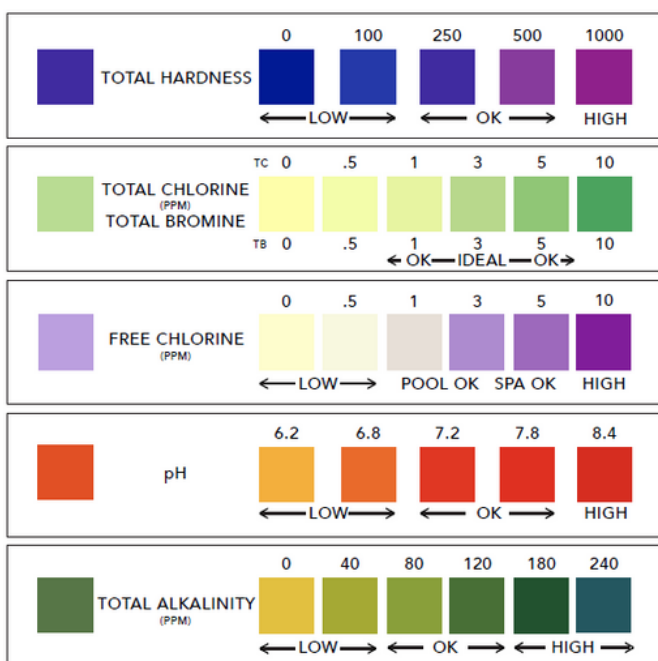 0 100 250 500 1000
TOTAL HARDNESS
LOW OK HIGH
TC 0 .5 1 3 5 10
TOTAL CHLORINE
(PPM)
TOTAL BROMINE
TB 0 .5 1 3 5 10
OK IDEAL OK
0 .5 1 3 5 10
FREE CHLORINE
(PPM)
LOW POOL OK SPA OK HIGH
6.2 6.8 7.2 7.8 8.4
pH
LOW OK HIGH
0 40 80 120 180 240
TOTAL ALKALINITY
(PPM)
LOW OK HIGH